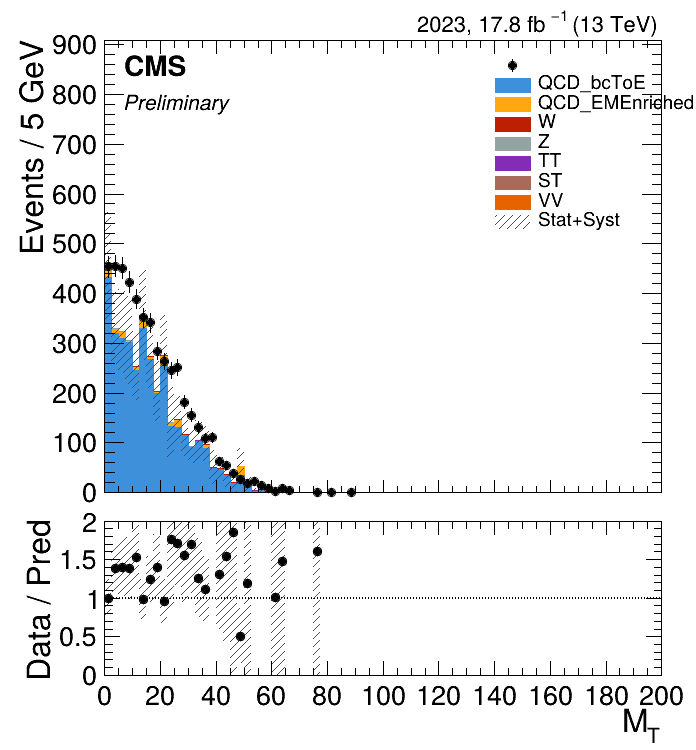 2023, 17.8 fb⁻¹ (13 TeV)
CMS
Preliminary
QCD_bcToE
QCD_EMEnriched
W
Z
TT
ST
VV
Stat+Syst
Events / 5 GeV
900
800
700
600
500
400
300
200
100
0
Data / Pred
2
1.5
1
0.5
0
0 20 40 60 80 100 120 140 160 180 200
M_T